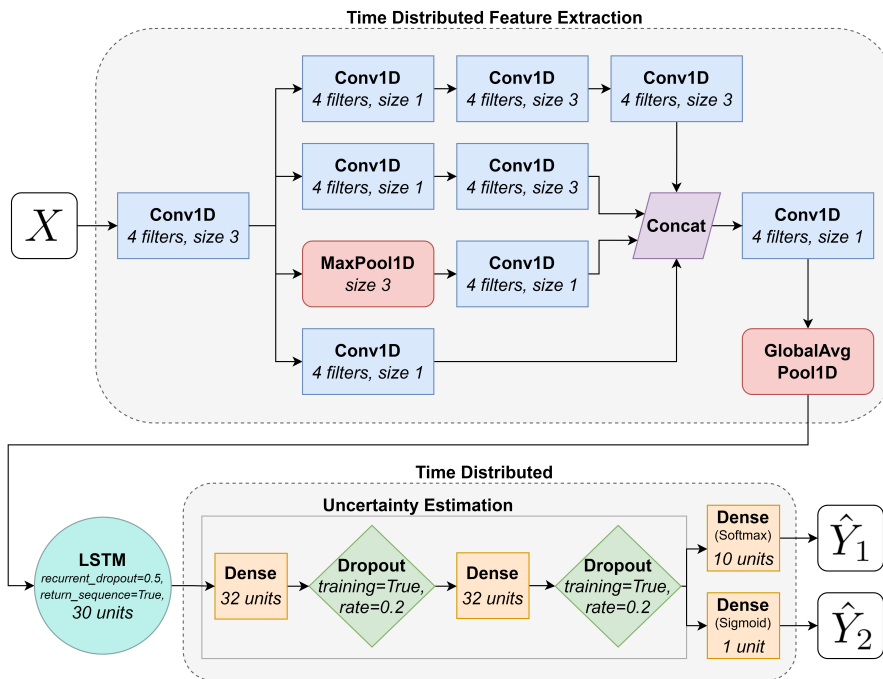 Time Distributed Feature Extraction
Conv1D
4 filters, size 1
Conv1D
4 filters, size 3
Conv1D
4 filters, size 3
Conv1D
4 filters, size 1
Conv1D
4 filters, size 3
X
Conv1D
4 filters, size 3
Concat
Conv1D
4 filters, size 1
MaxPool1D
size 3
Conv1D
4 filters, size 1
Conv1D
4 filters, size 1
GlobalAvg
Pool1D
Time Distributed
Uncertainty Estimation
LSTM
recurrent_dropout=0.5,
return_sequence=True,
30 units
Dense
32 units
Dropout
training=True,
rate=0.2
Dense
32 units
Dropout
training=True,
rate=0.2
Dense
(Softmax)
10 units
Ŷ₁
Dense
(Sigmoid)
1 unit
Ŷ₂